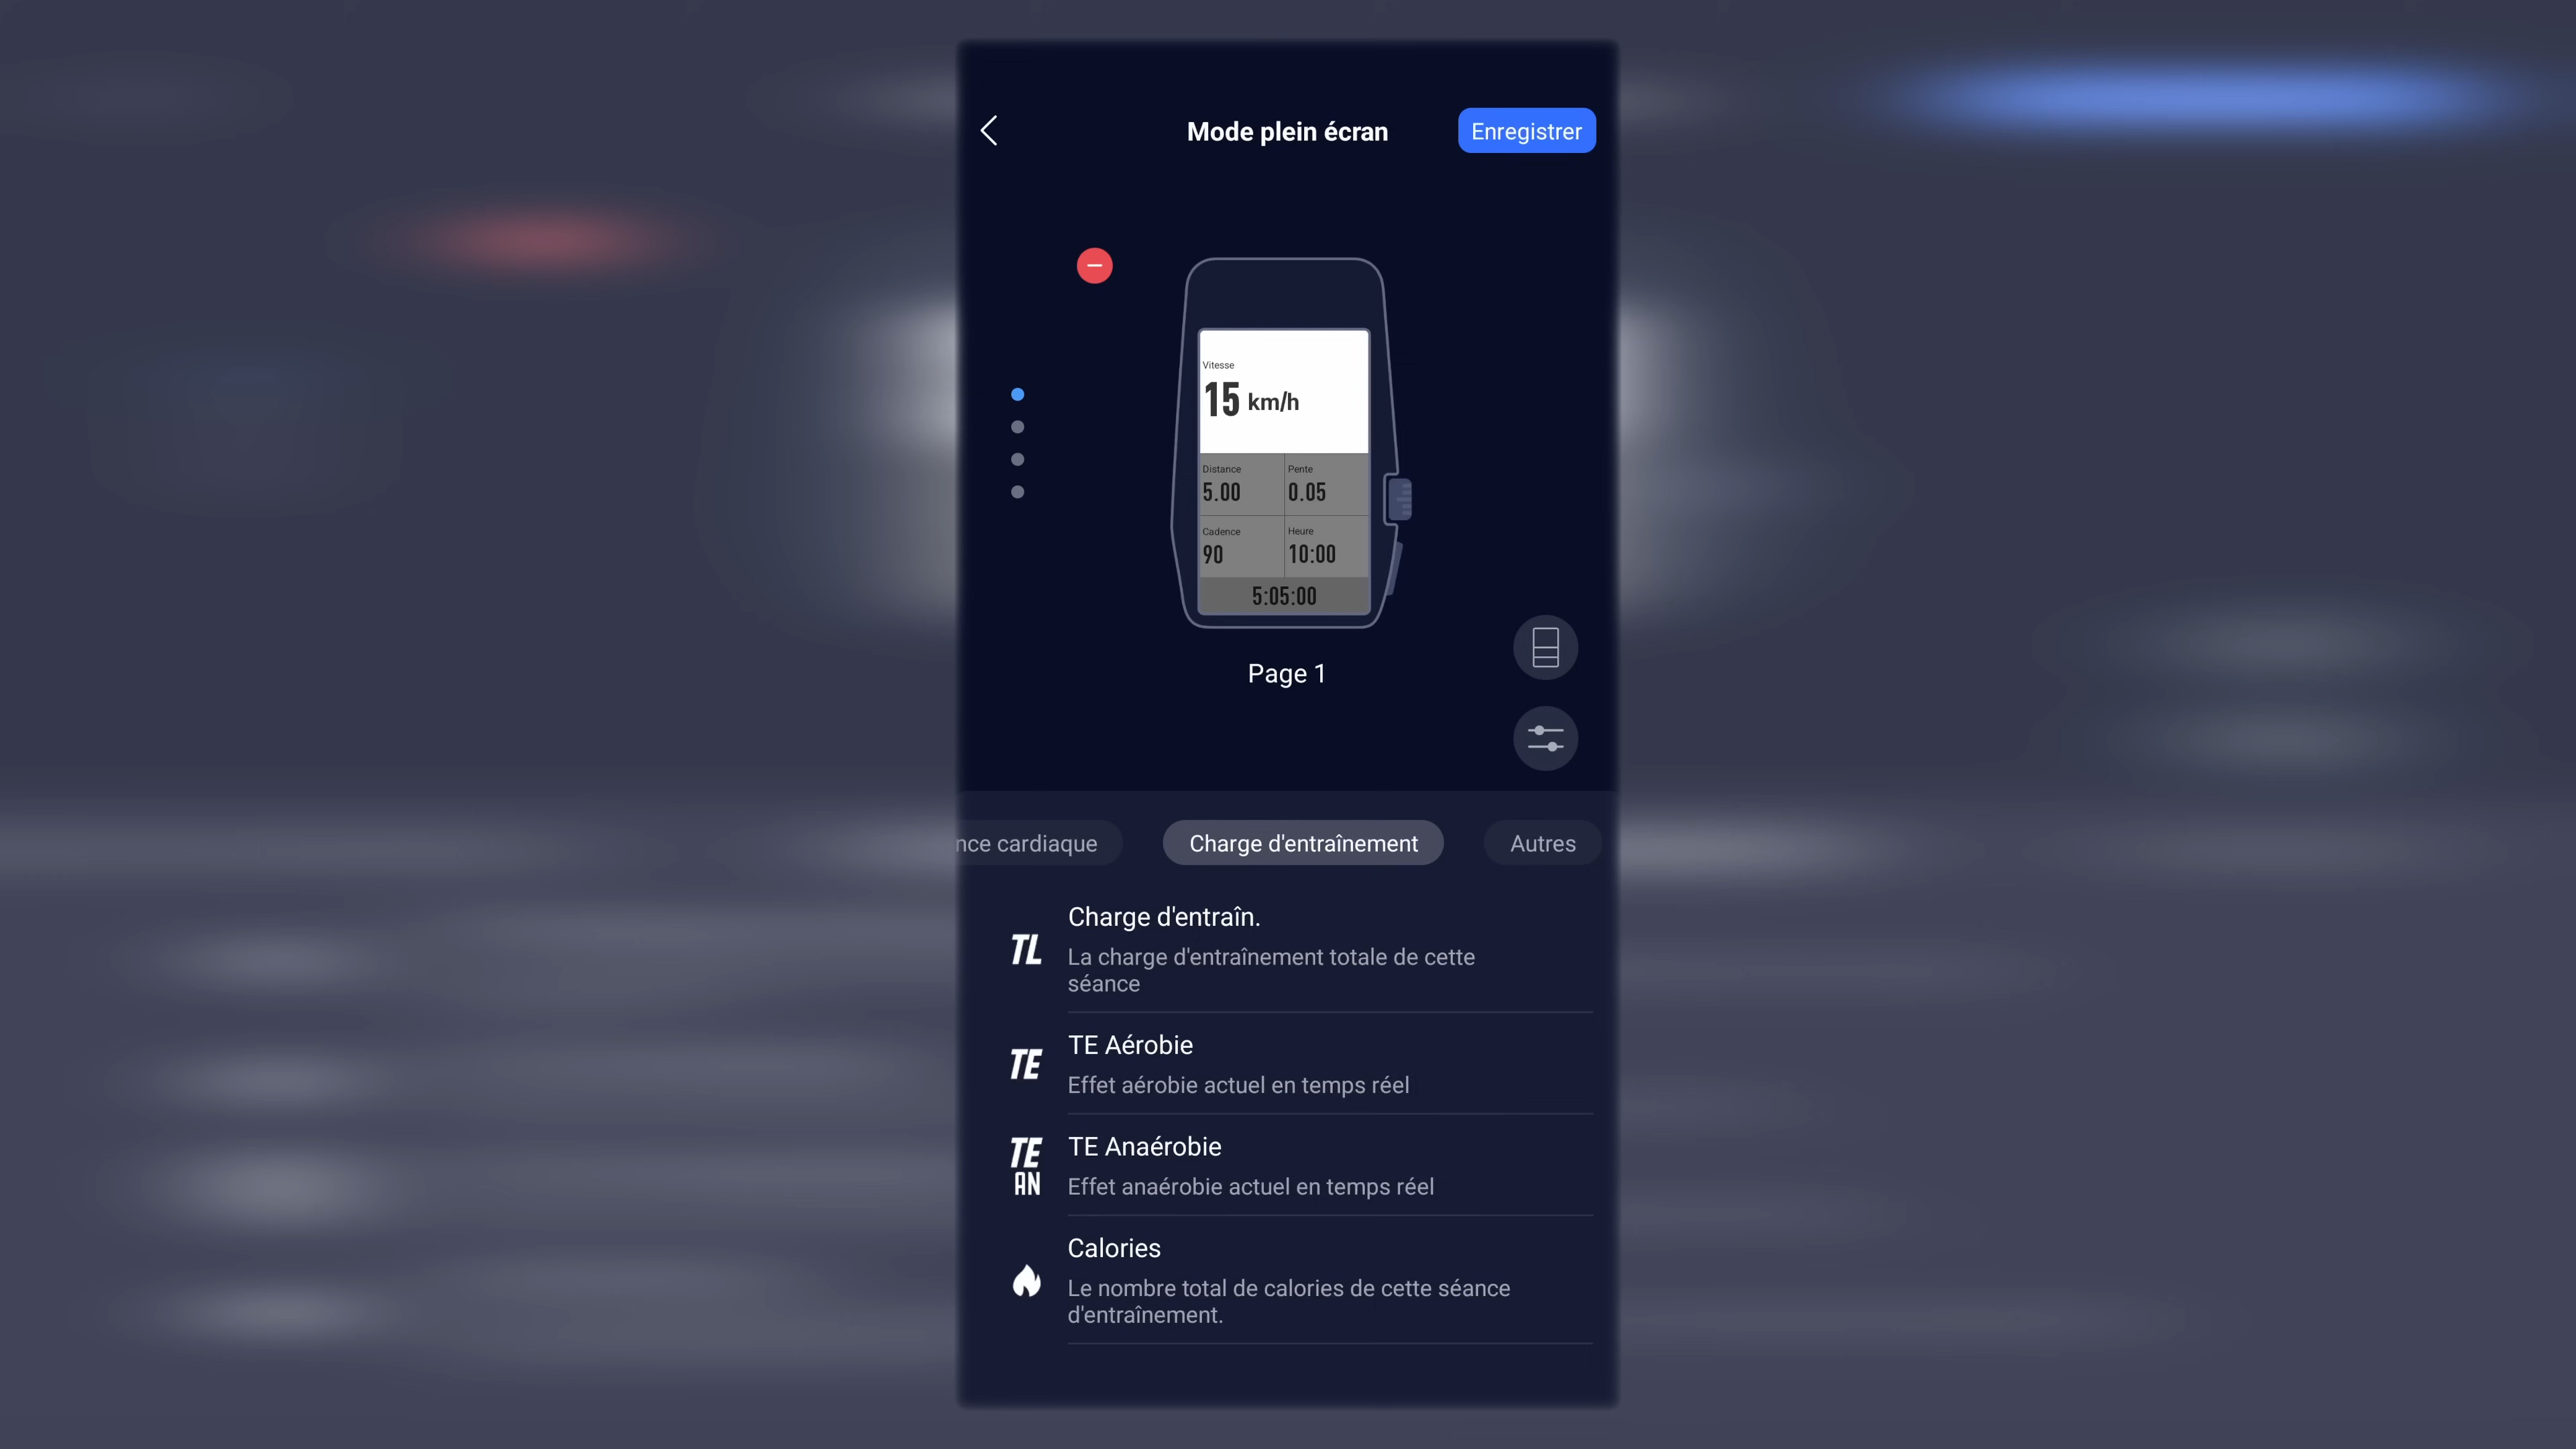 Mode plein écran
Enregistrer
Vitesse
15 km/h
Distance
Pente
5.00
0.05
Cadence
Heure
90
10:00
5:05:00
Page 1
nce cardiaque
Charge d'entraînement
Autres
TL
Charge d'entraîn.
La charge d'entraînement totale de cette
séance
TE
TE Aérobie
Effet aérobie actuel en temps réel
TE
AN
TE Anaérobie
Effet anaérobie actuel en temps réel
Calories
Le nombre total de calories de cette séance
d'entraînement.